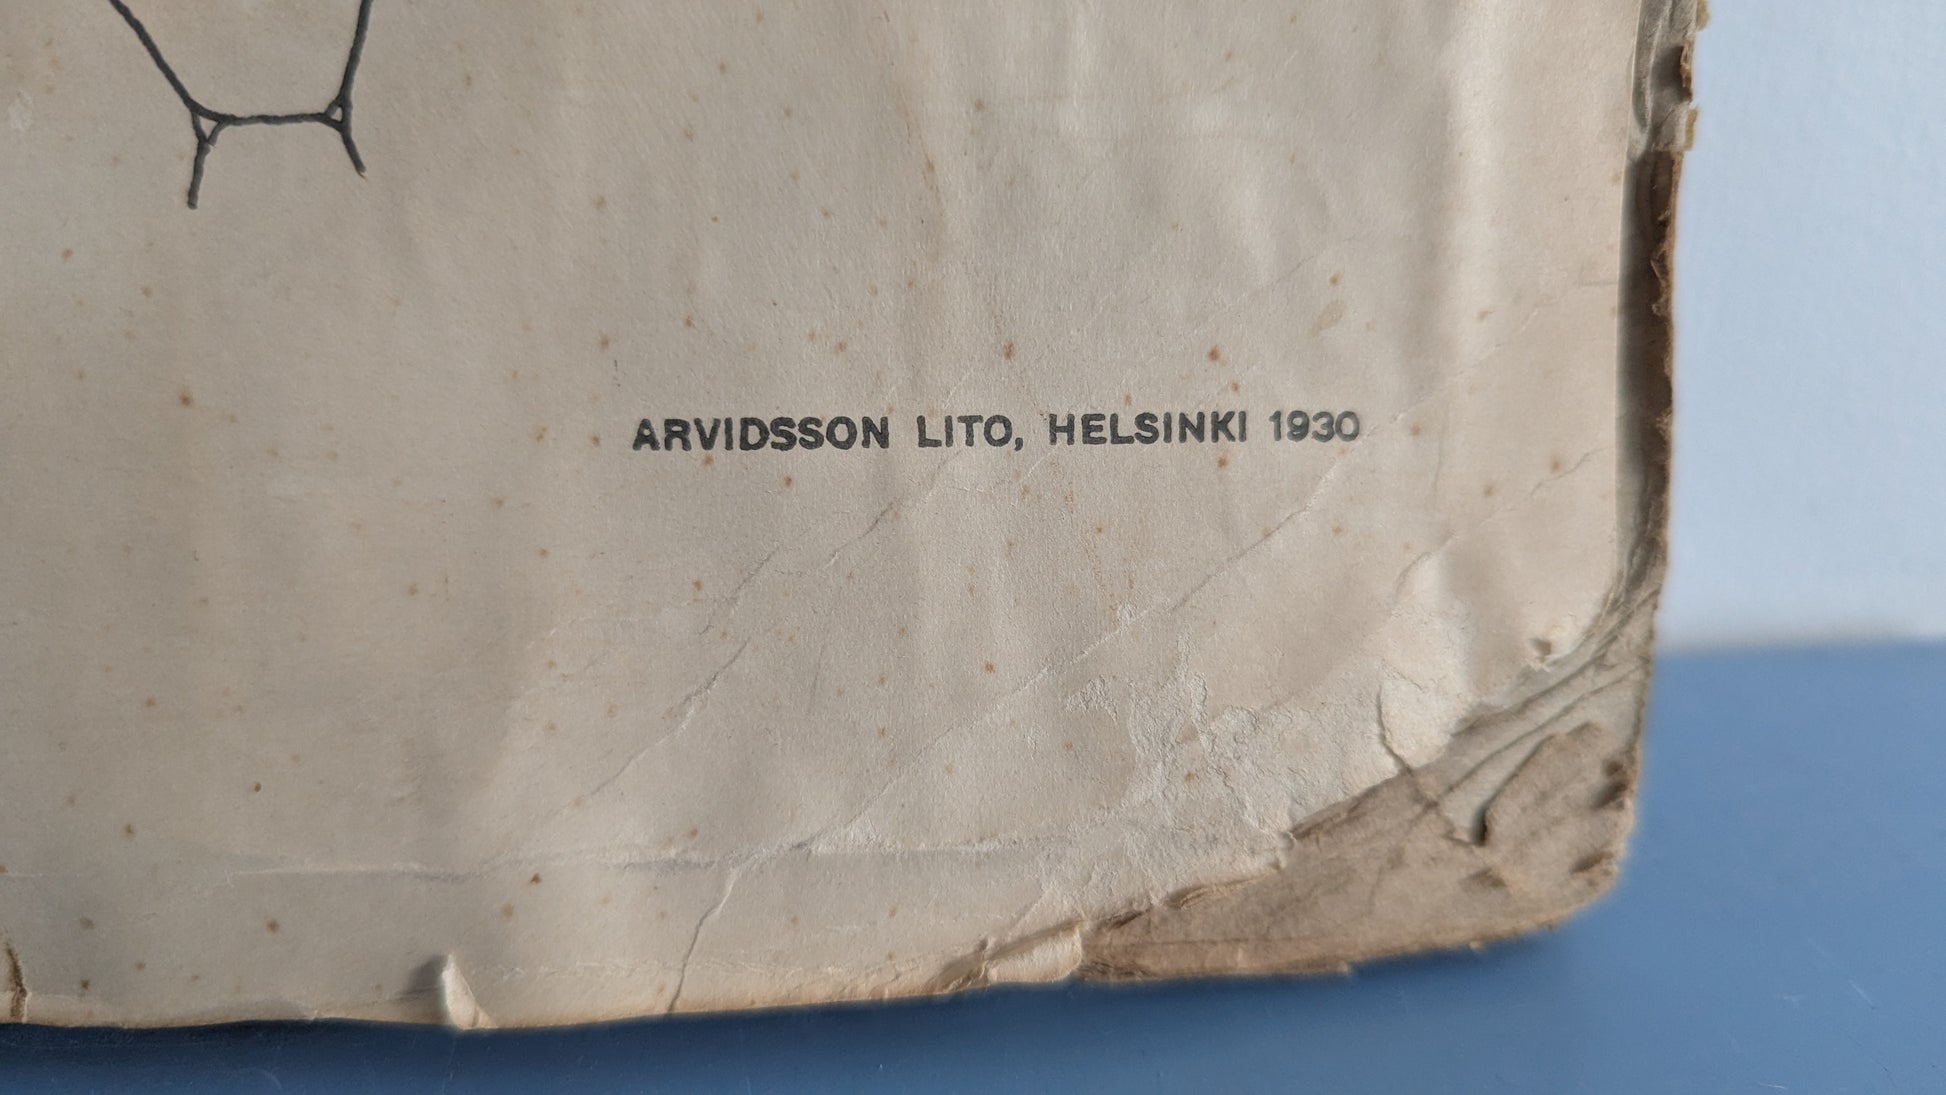 ARVIDSSON LITO, HELSINKI 1930